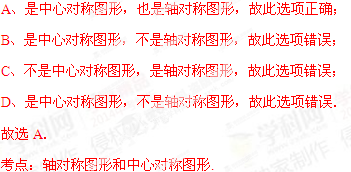 A、是中心对称图形，也是轴对称图形，故此选项正确；
B、是中心对称图形，不是轴对称图形，故此选项错误；
C、不是中心对称图形，是轴对称图形，故此选项错误；
D、是中心对称图形，不是轴对称图形，故此选项错误．
故选 A.
考点：轴对称图形和中心对称图形.